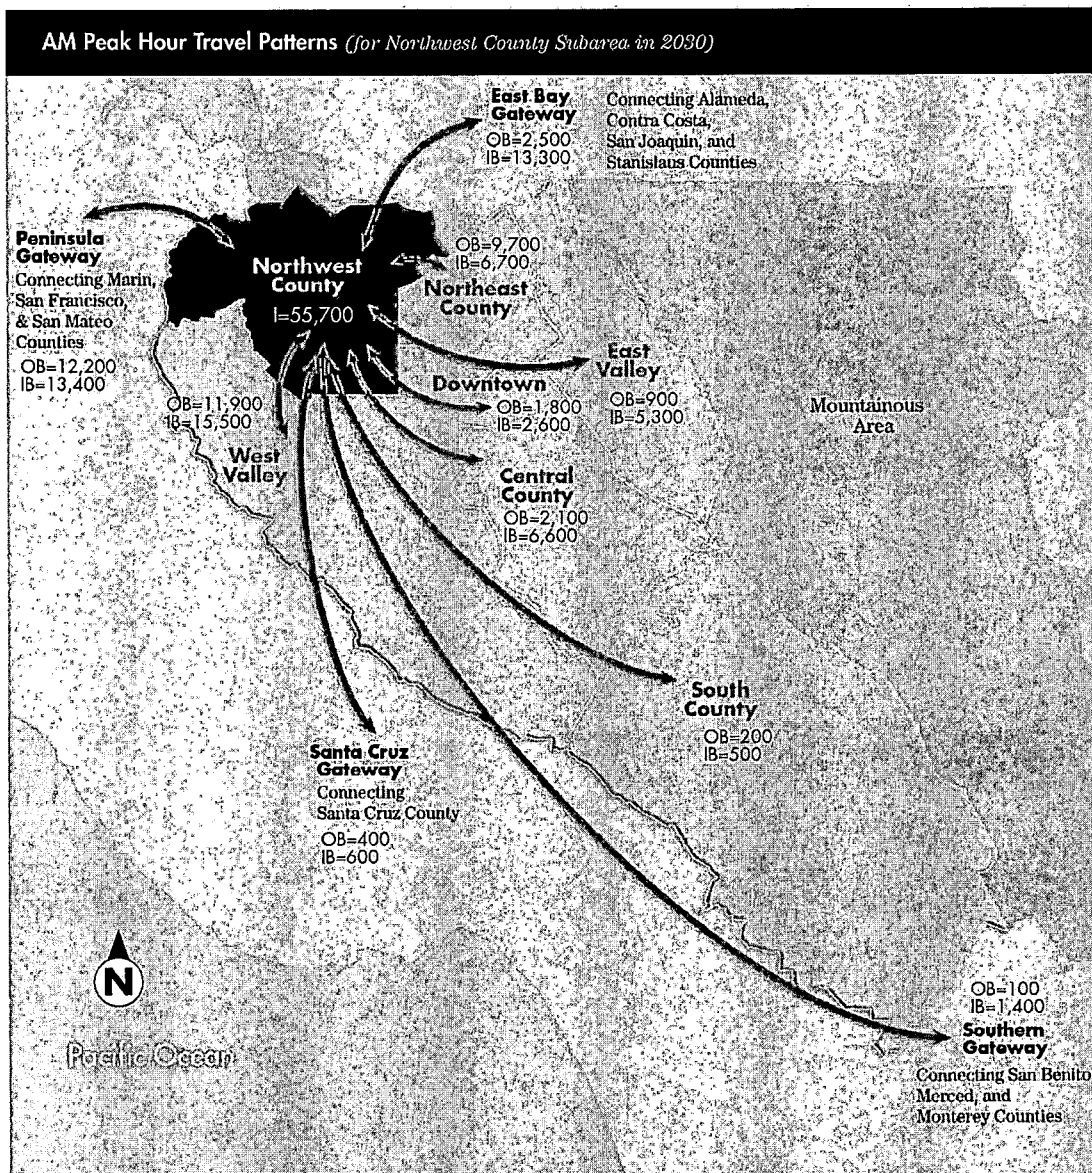 AM Peak Hour Travel Patterns (for Northwest County Subarea in 2030)
East Bay
Gateway
OB=2,500
IB=13,300
Connecting Alameda,
Contra Costa,
San Joaquin, and
Stanislaus Counties
Peninsula
Gateway
Connecting Marin,
San Francisco,
& San Mateo
Counties
OB=12,200
IB=13,400
Northwest
County
I=55,700
OB=9,700
IB=6,700
Northeast
County
East
Valley
OB=900
IB=5,300
Downtown
OB=1,800
IB=2,600
Mountainous
Area
OB=11,900
IB=15,500
West
Valley
Central
County
OB=2,100
IB=6,600
South
County
OB=200
IB=500
Santa Cruz
Gateway
Connecting
Santa Cruz County
OB=400
IB=600
N
Pacific Ocean
OB=100
IB=1,400
Southern
Gateway
Connecting San Benito,
Merced, and
Monterey Counties